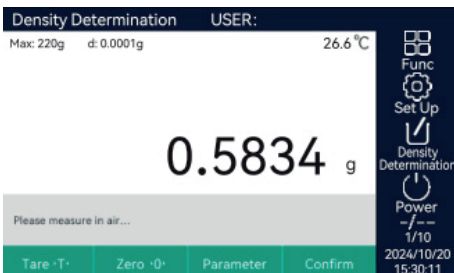 Density Determination USER:
Max: 220g d: 0.0001g 26.6℃
0.5834 g
Please measure in air...
Tare ·T· Zero ·0· Parameter Confirm
Func
Set Up
Density
Determination
Power
-/--
1/10
2024/10/20
15:30:11